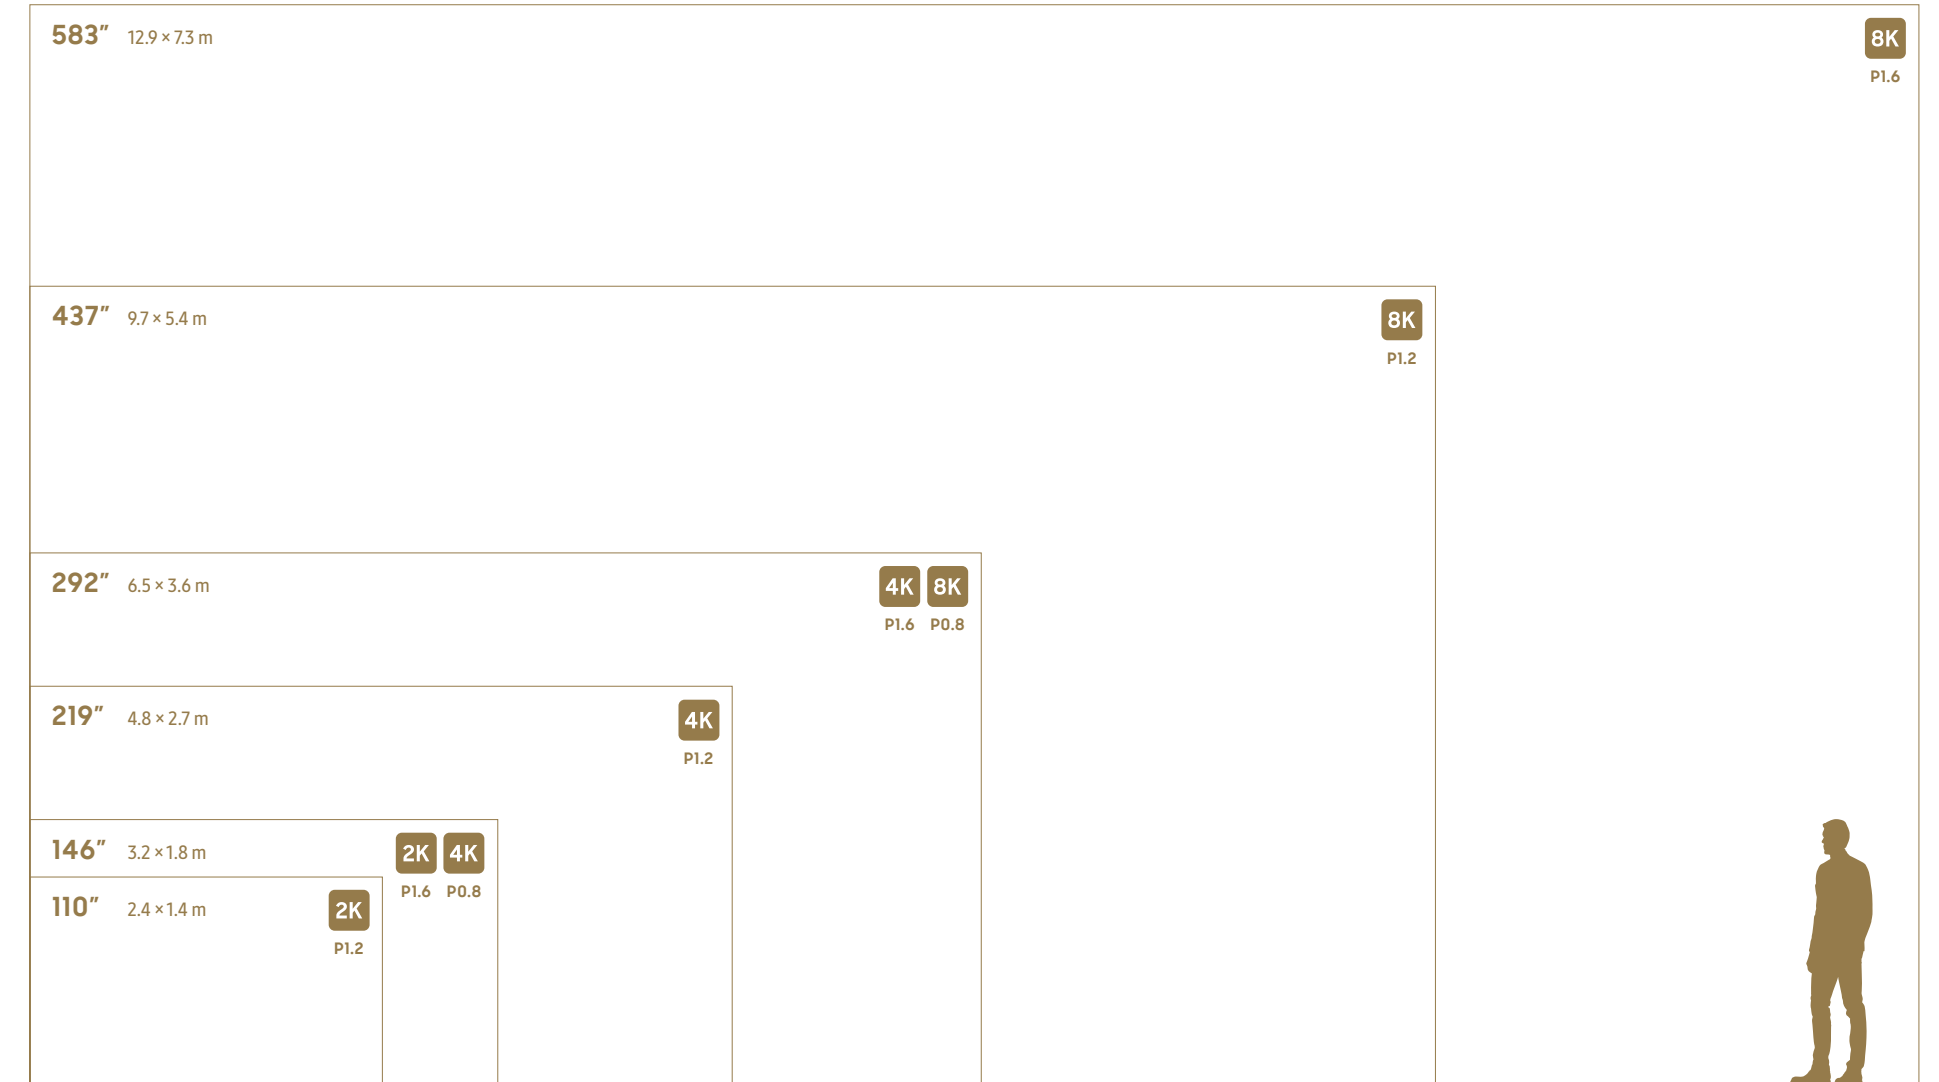 583″ 12.9 × 7.3 m 8K
P1.6
437″ 9.7 × 5.4 m 8K
P1.2
292″ 6.5 × 3.6 m 4K 8K
P1.6 P0.8
219″ 4.8 × 2.7 m 4K
P1.2
146″ 3.2 × 1.8 m 2K 4K
P1.6 P0.8
110″ 2.4 × 1.4 m 2K
P1.2